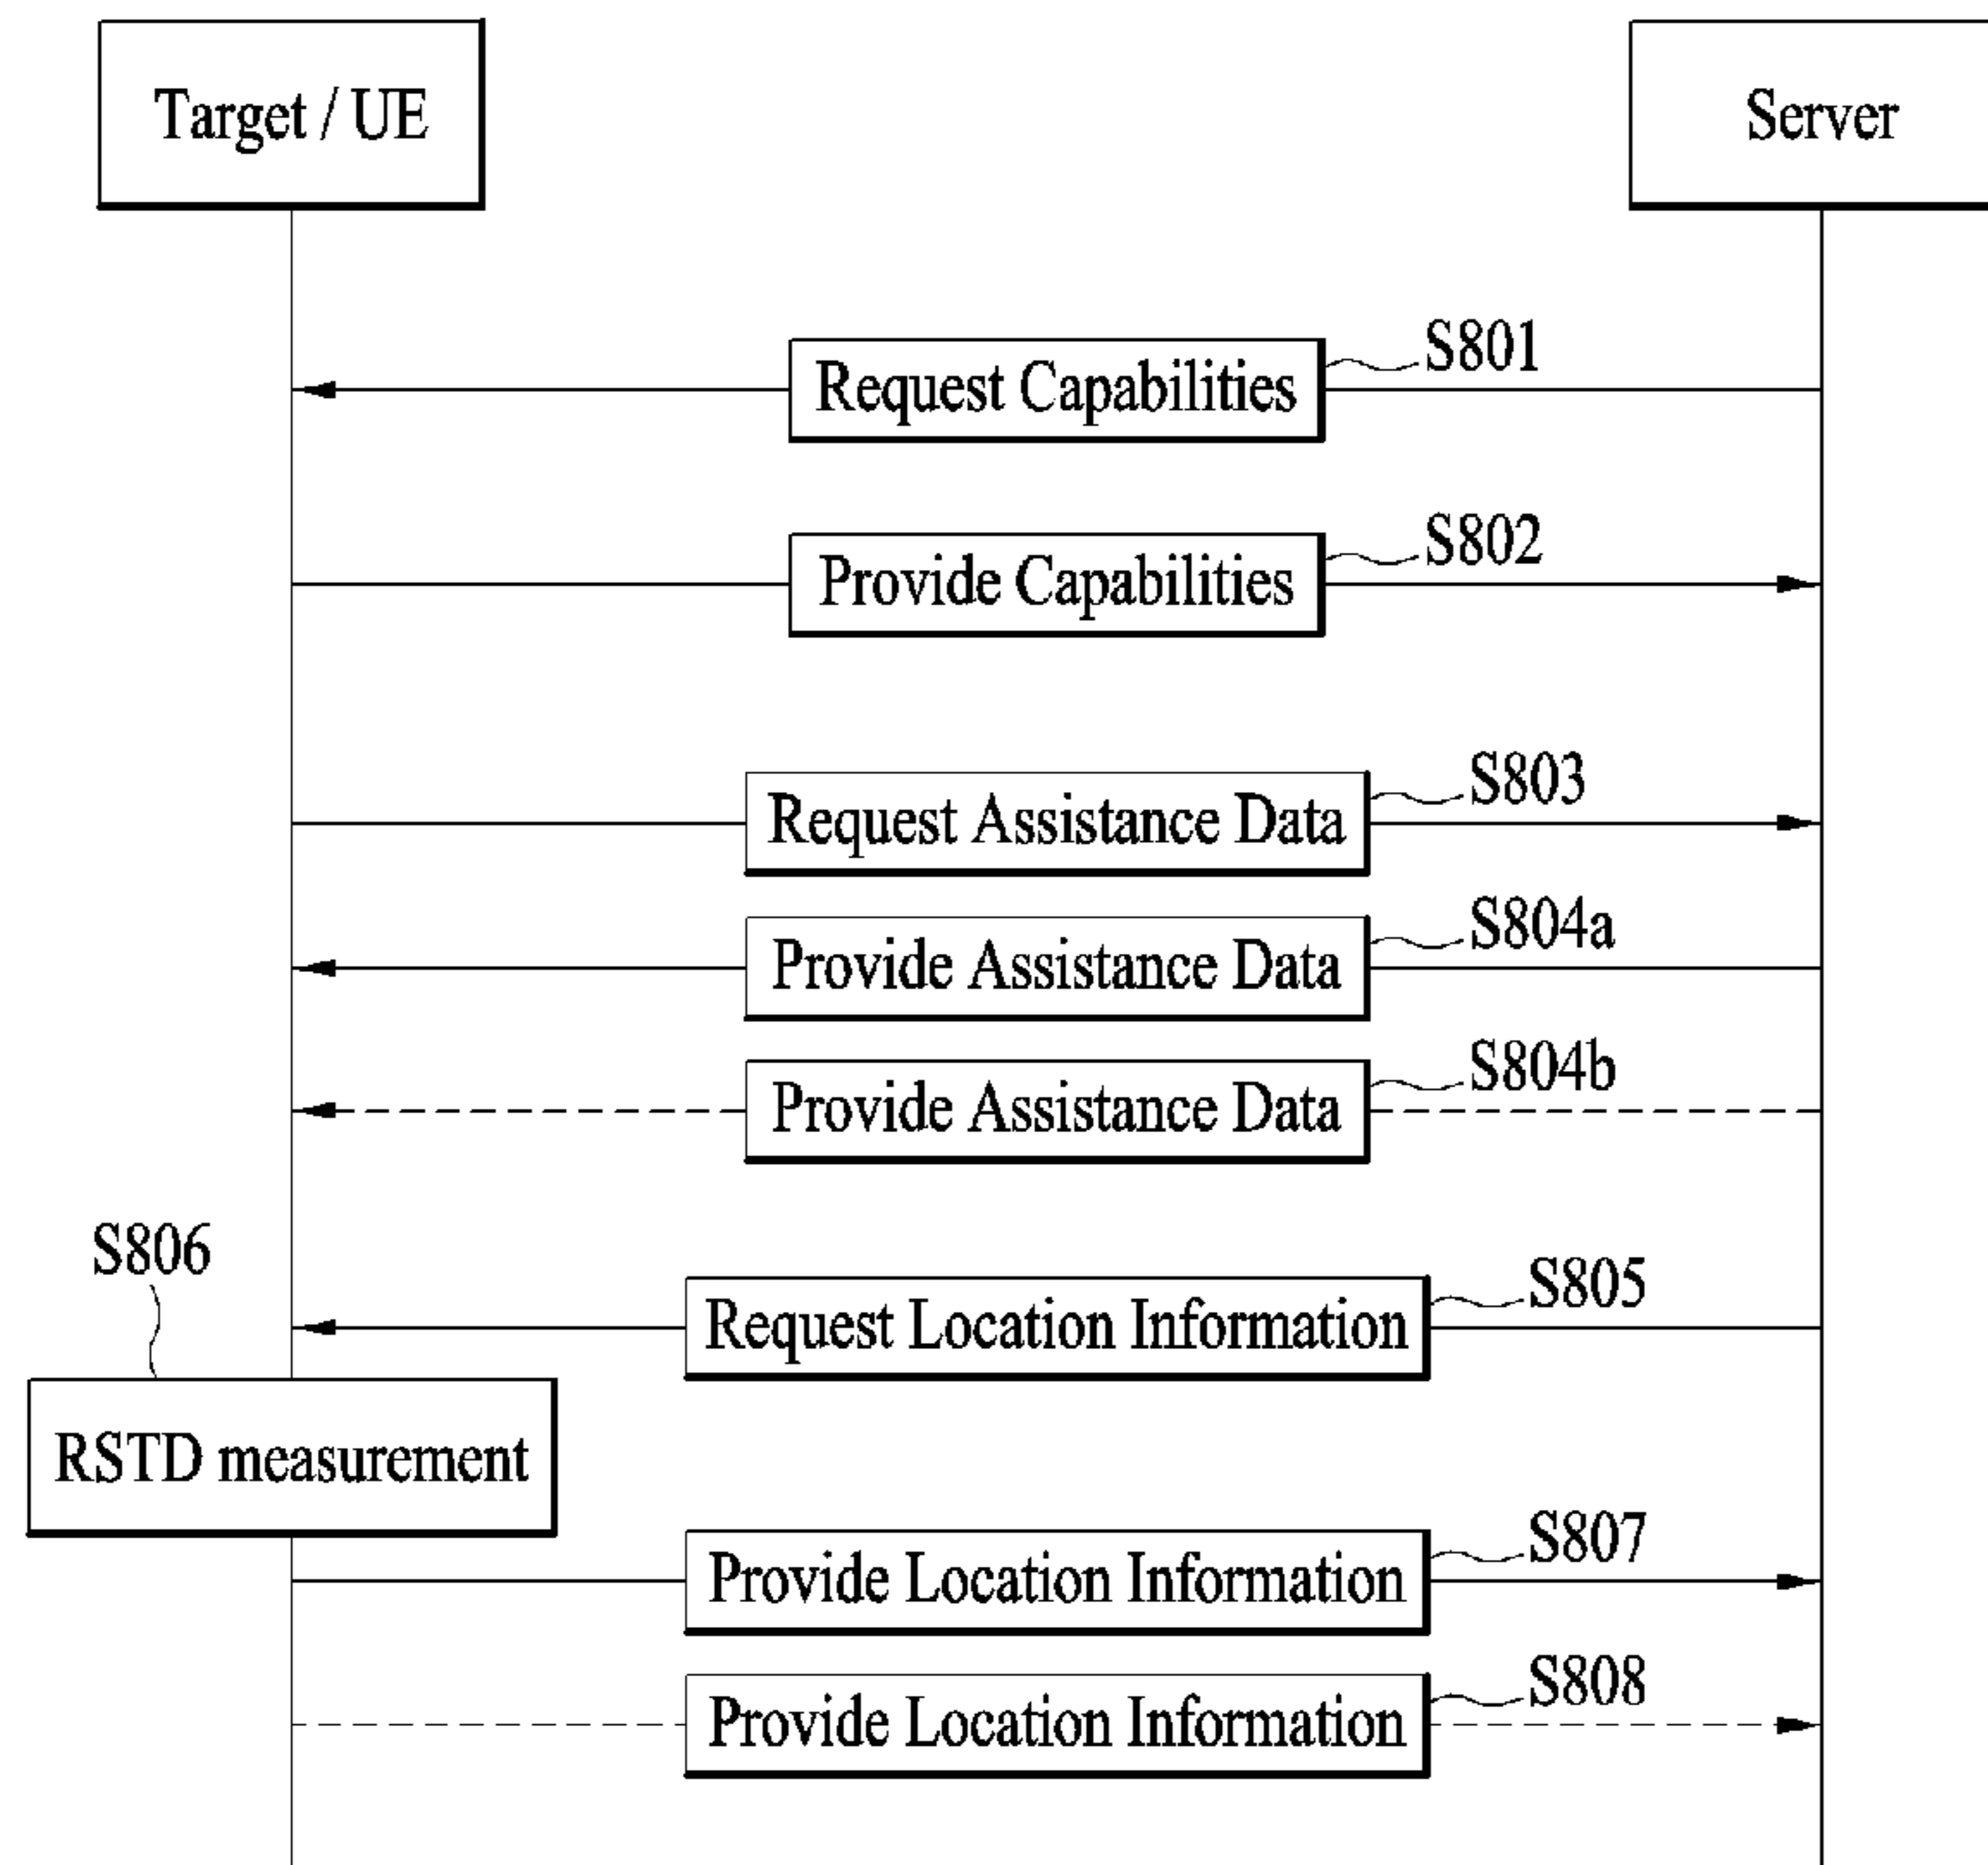 Target / UE
Server
S801
Request Capabilities
S802
Provide Capabilities
S803
Request Assistance Data
S804a
Provide Assistance Data
S804b
Provide Assistance Data
S806
S805
Request Location Information
RSTD measurement
S807
Provide Location Information
S808
Provide Location Information